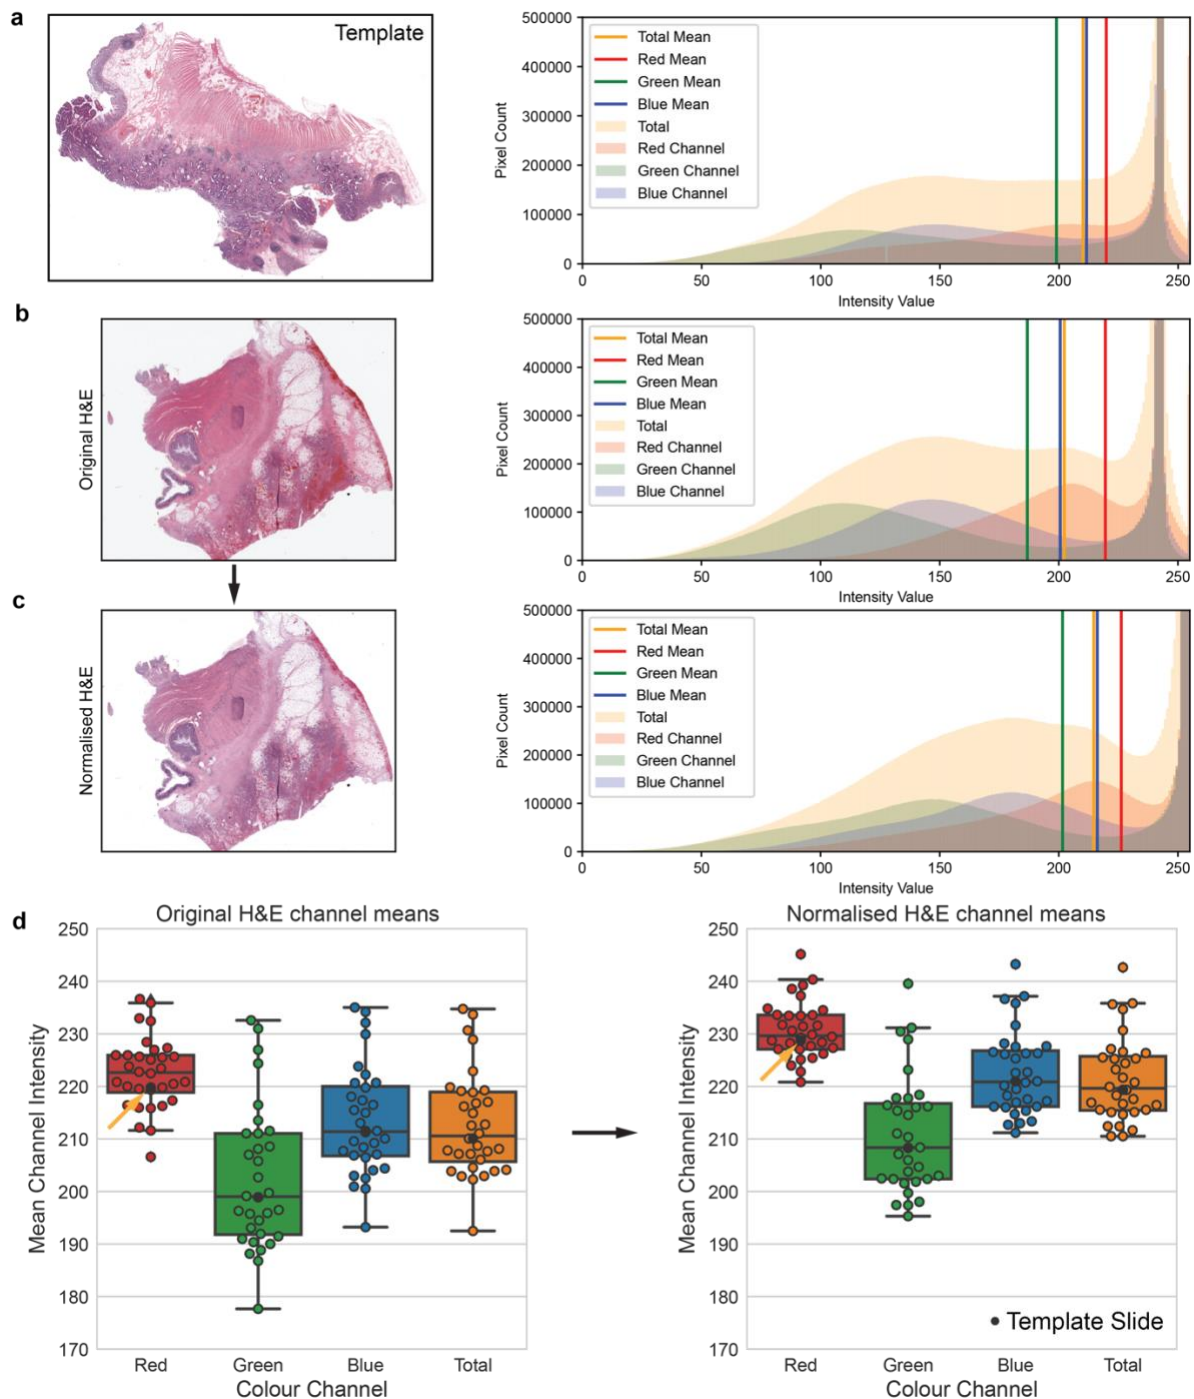 a
Template
Pixel Count
500000
400000
300000
200000
100000
0
Total Mean
Red Mean
Green Mean
Blue Mean
Total
Red Channel
Green Channel
Blue Channel
0 50 100 150 200 250
Intensity Value
b
Original H&E
Pixel Count
500000
400000
300000
200000
100000
0
Total Mean
Red Mean
Green Mean
Blue Mean
Total
Red Channel
Green Channel
Blue Channel
0 50 100 150 200 250
Intensity Value
c
Normalised H&E
Pixel Count
500000
400000
300000
200000
100000
0
Total Mean
Red Mean
Green Mean
Blue Mean
Total
Red Channel
Green Channel
Blue Channel
0 50 100 150 200 250
Intensity Value
d
Original H&E channel means
Mean Channel Intensity
250
240
230
220
210
200
190
180
170
Red Green Blue Total
Colour Channel
Normalised H&E channel means
Mean Channel Intensity
250
240
230
220
210
200
190
180
170
Template Slide
Red Green Blue Total
Colour Channel